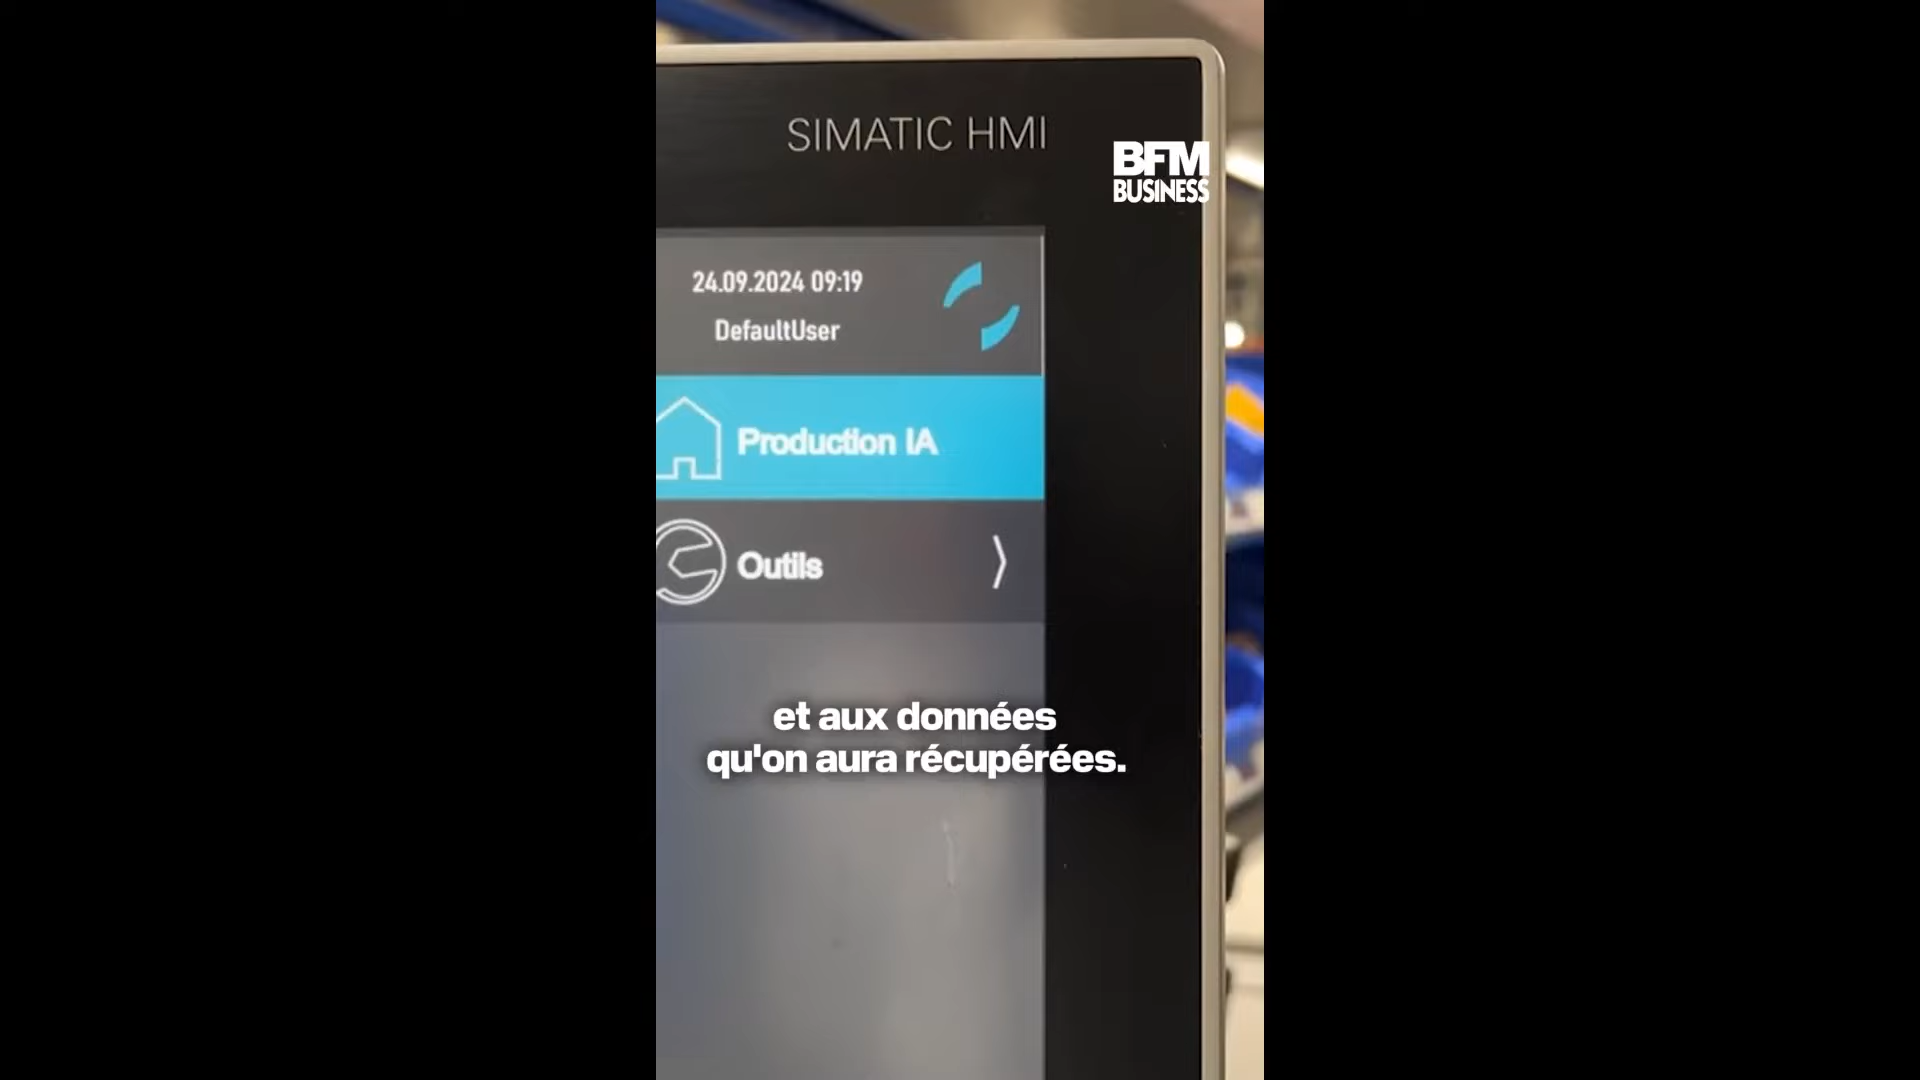 SIMATIC HMI
BFM
BUSINESS
24.09.2024 09:19
DefaultUser
Production IA
Outils
et aux données
qu'on aura récupérées.